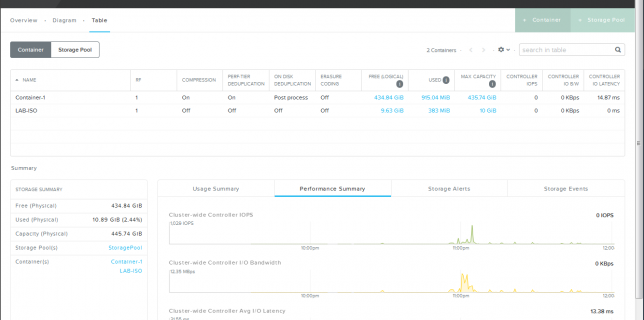 Overview · Diagram · Table
+ Container + Storage Pool
Container Storage Pool
2 Containers search in table
NAME RF COMPRESSION PERF-TIER DEDUPLICATION ON DISK DEDUPLICATION ERASURE CODING FREE (LOGICAL) USED MAX CAPACITY CONTROLLER IOPS CONTROLLER IO B/W CONTROLLER IO LATENCY
Container-1 1 On On Post process Off 434.84 GiB 915.04 MiB 435.74 GiB 0 0 KBps 14.87 ms
LAB-ISO 1 Off Off Off Off 9.63 GiB 383 MiB 10 GiB 0 0 KBps 0 ms
Summary
STORAGE SUMMARY
Free (Physical) 434.84 GiB
Used (Physical) 10.89 GiB (2.44%)
Capacity (Physical) 445.74 GiB
Storage Pool(s) StoragePool
Container(s) Container-1
LAB-ISO
Usage Summary Performance Summary Storage Alerts Storage Events
Cluster-wide Controller IOPS 0 IOPS
10:00pm 11:00pm 12:00
Cluster-wide Controller I/O Bandwidth 0 KBps
12.35 MBps
10:00pm 11:00pm 12:00
Cluster-wide Controller Avg I/O Latency 13.38 ms